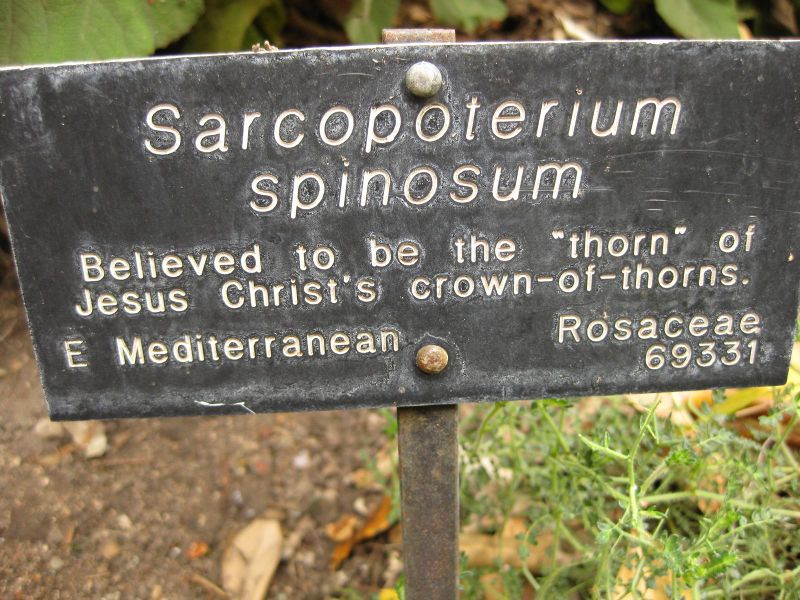 Sarcopoterium
spinosum
Believed to be the "thorn" of
Jesus Christ's crown-of-thorns.
E Mediterranean Rosaceae
69331